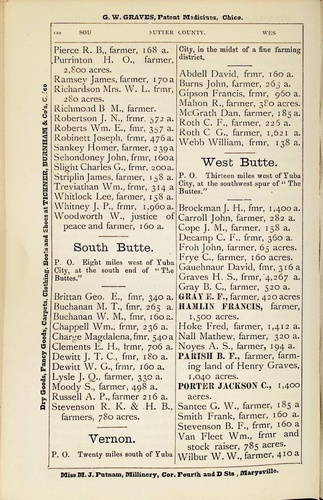 G. W. GRAVES, Patent Medicines, Chico.
SOU SUTTER COUNTY. WES
Pierce R. B., farmer, 168 a.
Purrinton H. O., farmer,
2,800 acres.
Ramsey James, farmer, 170 a
Richardson Mrs. W. L. frmr,
280 acres.
Richmond B M., farmer.
Robertson J. N., frmr. 572 a
Roberts Wm. E., fmr, 357 a
Robinett Joseph, frmr, 476 a.
Sankey Homer, farmer, 239 a
Sehondoney John, frmr, 160 a
Slight Charles G., frmr, 200 a.
Striplin James, farmer, 158 a
Treviathan Wm., frmr, 314 a
Whitlock Lee, farmer, 158 a
Whitney J. P., frmr, 1,960 a.
Woodworth W., justice of
peace and farmer, 160 a.
South Butte.
P. O. Eight miles west of Yuba
City, at the south end of "The
Buttes."
Brittan Geo. E., fmr, 340 a.
Buchanan M. T., fmr, 265 a.
Buchanan W. M., fmr, 160 a.
Chappell Wm., frmr, 236 a.
Charge Magdalena, fmr, 540 a
Clements E. H., frmr, 706 a.
Dewitt J. T. C., fmr, 180 a.
Dewitt W. G., frmr, 160 a.
Lysle J. Q., farmer, 330 a.
Moody S., farmer, 498 a.
Russell A. P., farmer, 216 a.
Stevenson R. K. & H. B.,
farmers, 780 acres.
Vernon.
P. O. Twenty miles south of Yuba
City, in the midst of a fine farming
district.
Abdell David, frmr, 160 a.
Burns John, farmer, 265 a.
Gipson Francis, frmr, 960 a.
Mahon R., farmer, 380 acres.
McGrath Dan, farmer, 185 a.
Roth C. F., farmer, 226 a.
Roth C G., farmer, 1,621 a.
Webb William, frmr, 138 a.
West Butte.
P. O. Thirteen miles west of Yuba
City, at the southwest spur of "The
Buttes."
Brockman J. H., frmr, 1,400 a.
Carroll John, farmer, 282 a.
Cope J. M., farmer, 158 a.
Decamp C. F., frmr, 360 a.
Froh John, farmer, 65 acres.
Frye C., farmer, 160 acres.
Gauehnaur David, fmr, 316 a
Graves H. S., frmr, 4,267 a.
Gray B. C., farmer, 520 a.
GRAY E. F., farmer, 420 acres
HAMLIN FRANCIS, farmer,
1,500 acres.
Hoke Fred, farmer, 1,412 a.
Nall Mathew, farmer, 320 a.
Noyes A. S., farmer, 194 a.
PARISH B. F., farmer, farm-
ing land of Henry Graves,
1,040 acres.
PORTER JACKSON C., 1,400
acres.
Santee G. W., farmer, 185 a
Smith Frank, farmer, 160 a.
Stevenson B. F., frmr, 160 a
Van Fleet Wm., frmr and
stock raiser, 785 acres.
Wilbur W. W., farmer, 410 a
Dry Goods, Fancy Goods, Carpets, Clothing, Boots and Shoes at TICKNER, BURNHAM & Co's, Chico
Miss M. J. Putnam, Millinery, Cor. Fourth and D Sts, Marysville.